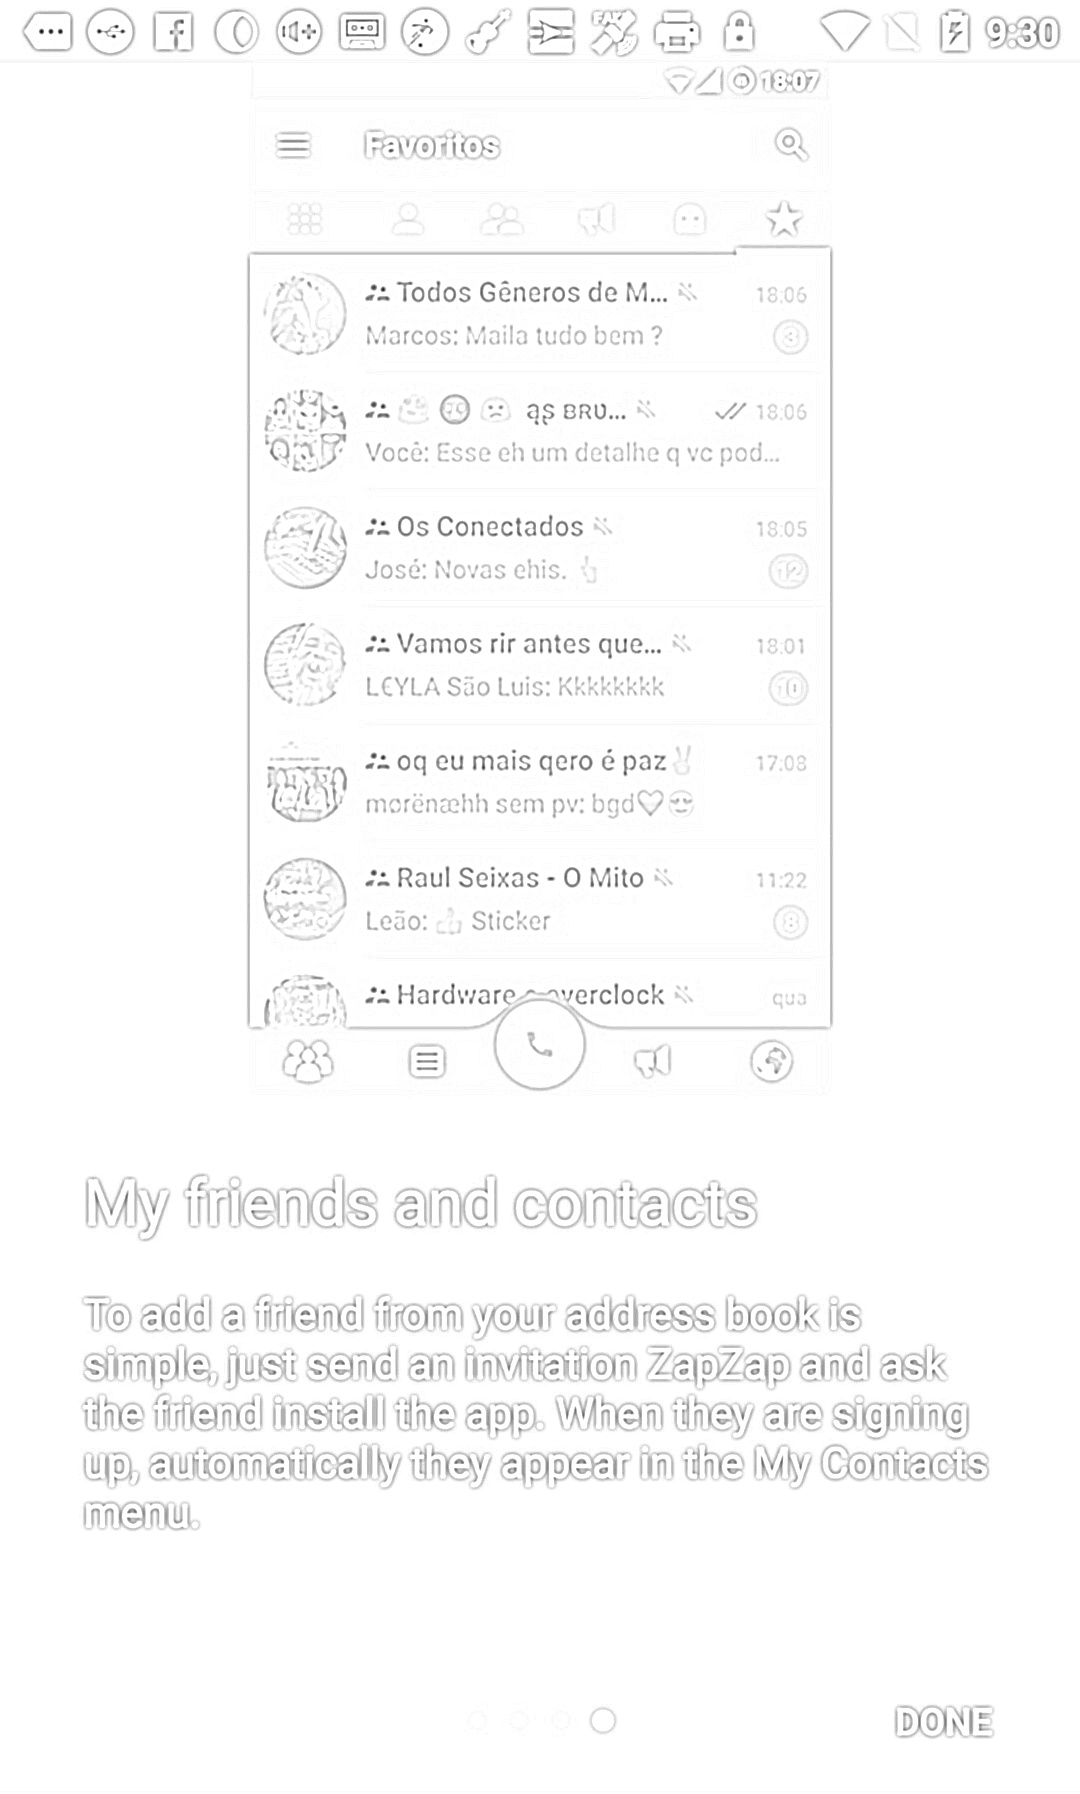 9:30
18:07
Favoritos
Todos Gêneros de M... 18:06
Marcos: Maila tudo bem ? 3
ąş ʙʀᴜ... 18:06
Você: Esse eh um detalhe q vc pod...
Os Conectados 18:05
José: Novas ehis. 12
Vamos rir antes que... 18:01
L€YLA São Luis: Kkkkkkkk 10
oq eu mais qero é paz✌ 17:08
mørënæhh sem pv: bgd❤😎
Raul Seixas - O Mito 11:22
Leão: 👍 Sticker 8
Hardware e overclock qua
My friends and contacts
To add a friend from your address book is
simple, just send an invitation ZapZap and ask
the friend install the app. When they are signing
up, automatically they appear in the My Contacts
menu.
DONE